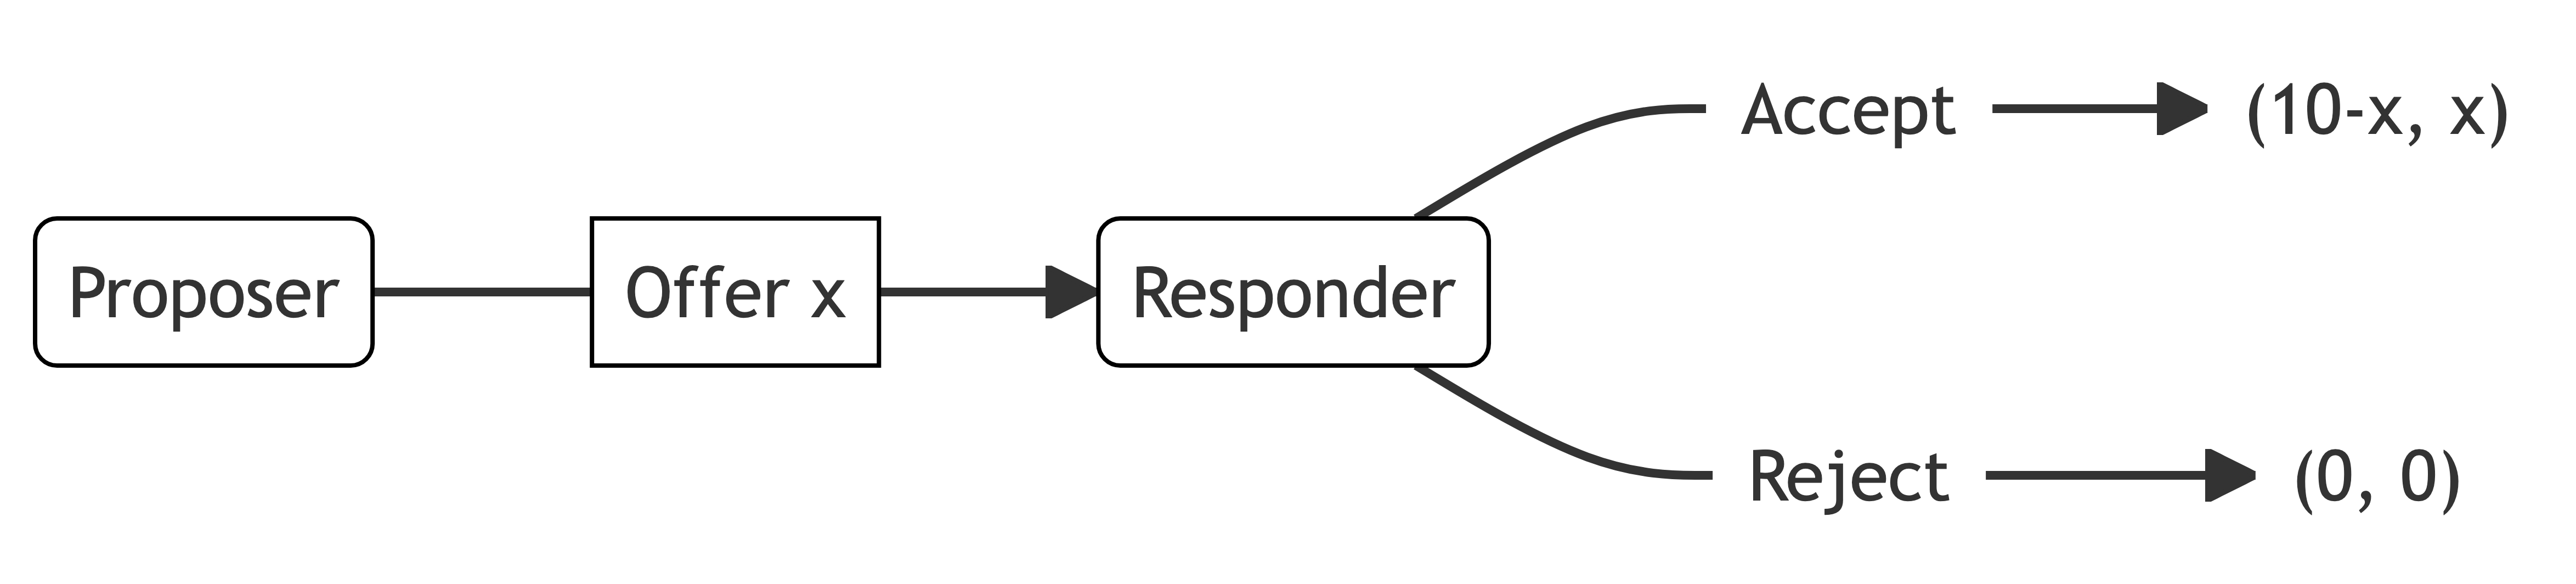 Proposer
Offer x
Responder
Accept
(10-x, x)
Reject
(0, 0)